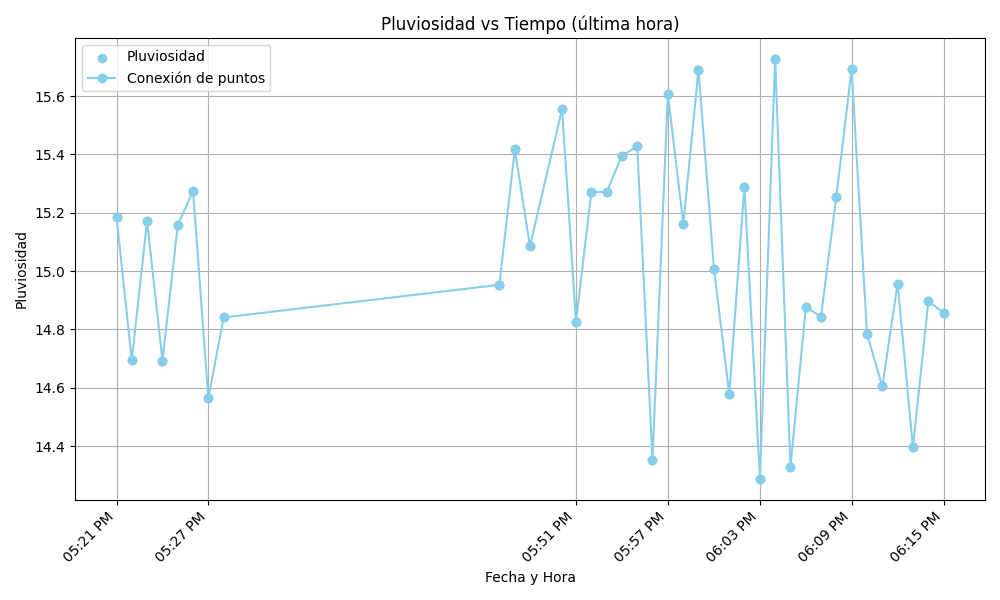 Pluviosidad vs Tiempo (última hora)
Pluviosidad
Conexión de puntos
15.6
15.4
15.2
15.0
14.8
14.6
14.4
Pluviosidad
05:21 PM
05:27 PM
05:51 PM
05:57 PM
06:03 PM
06:09 PM
06:15 PM
Fecha y Hora